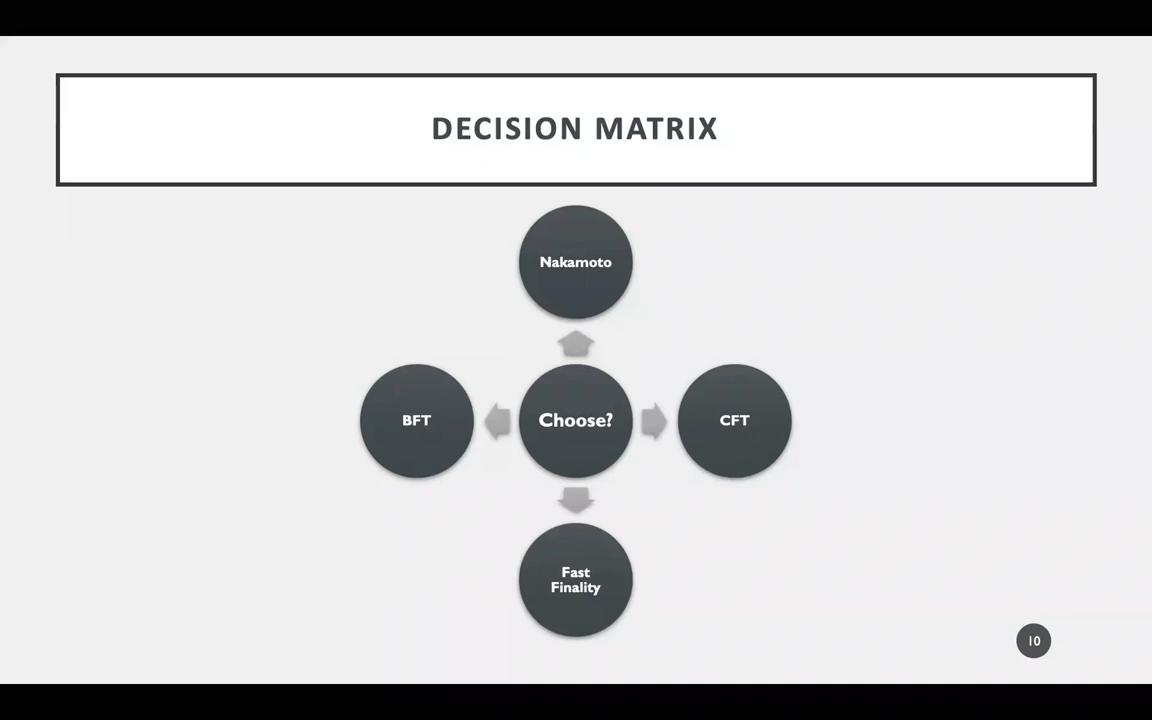 DECISION MATRIX
Nakamoto
BFT
Choose?
CFT
Fast
Finality
10